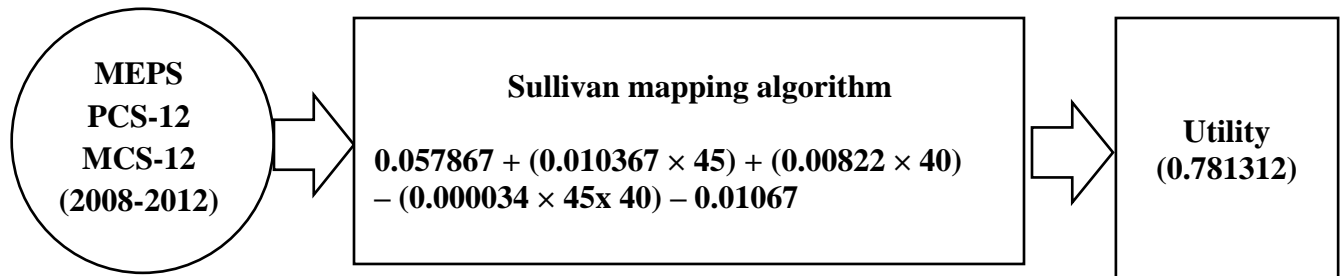 MEPS
PCS-12
MCS-12
(2008-2012)
Sullivan mapping algorithm
0.057867 + (0.010367 × 45) + (0.00822 × 40)
– (0.000034 × 45x 40) – 0.01067
Utility
(0.781312)